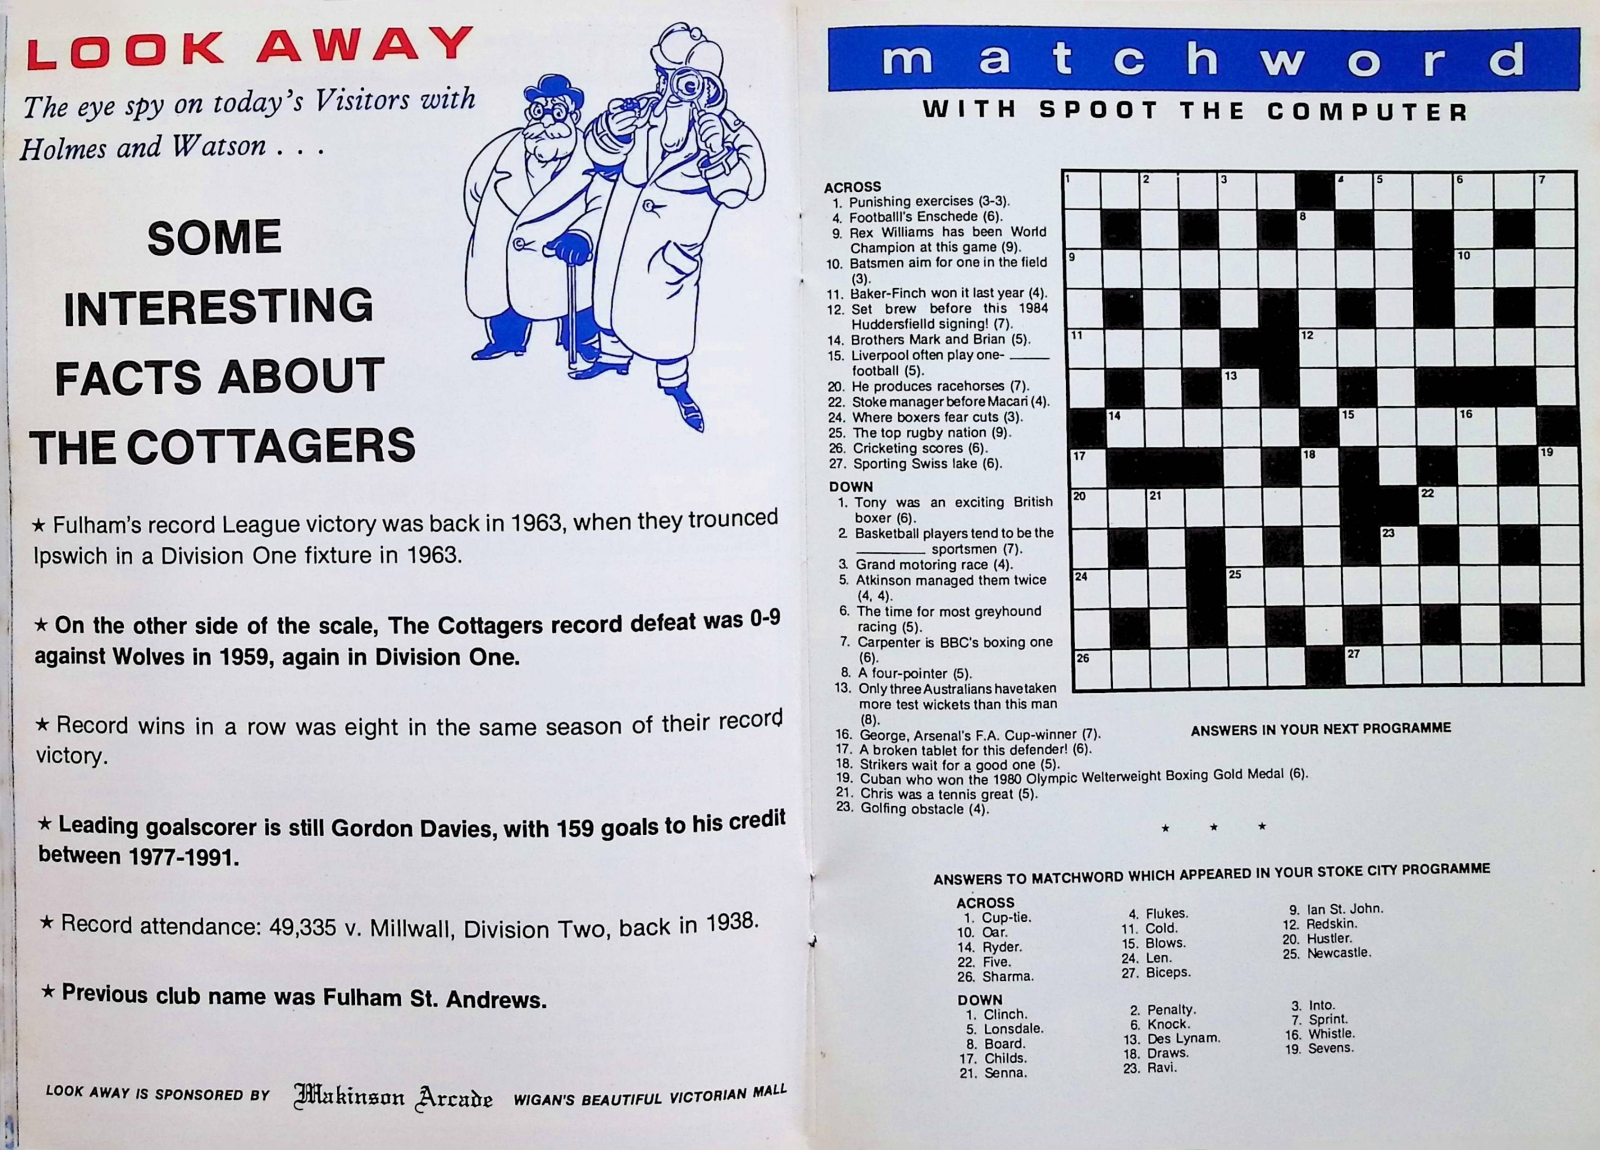 LOOK AWAY
The eye spy on today's Visitors with
Holmes and Watson . . .
SOME
INTERESTING
FACTS ABOUT
THE COTTAGERS
★ Fulham's record League victory was back in 1963, when they trounced
Ipswich in a Division One fixture in 1963.
★ On the other side of the scale, The Cottagers record defeat was 0-9
against Wolves in 1959, again in Division One.
★ Record wins in a row was eight in the same season of their record
victory.
★ Leading goalscorer is still Gordon Davies, with 159 goals to his credit
between 1977-1991.
★ Record attendance: 49,335 v. Millwall, Division Two, back in 1938.
★ Previous club name was Fulham St. Andrews.
LOOK AWAY IS SPONSORED BY Makinson Arcade WIGAN'S BEAUTIFUL VICTORIAN MALL
matchword
WITH SPOOT THE COMPUTER
ACROSS
1. Punishing exercises (3-3).
4. Footballl's Enschede (6).
9. Rex Williams has been World
Champion at this game (9).
10. Batsmen aim for one in the field
(3).
11. Baker-Finch won it last year (4).
12. Set brew before this 1984
Huddersfielld signing! (7).
14. Brothers Mark and Brian (5).
15. Liverpool often play one- _____
football (5).
20. He produces racehorses (7).
22. Stoke manager before Macari (4).
24. Where boxers fear cuts (3).
25. The top rugby nation (9).
26. Cricketing scores (6).
27. Sporting Swiss lake (6).
DOWN
1. Tony was an exciting British
boxer (6).
2. Basketball players tend to be the
_________ sportsmen (7).
3. Grand motoring race (4).
5. Atkinson managed them twice
(4, 4).
6. The time for most greyhound
racing (5).
7. Carpenter is BBC's boxing one
(6).
8. A four-pointer (5).
13. Only three Australians have taken
more test wickets than this man
(8).
16. George, Arsenal's F.A. Cup-winner (7).
17. A broken tablet for this defender! (6).
18. Strikers wait for a good one (5).
19. Cuban who won the 1980 Olympic Welterweight Boxing Gold Medal (6).
21. Chris was a tennis great (5).
23. Golfing obstacle (4).
1 2 3 4 5 6 7
8
9 10
11 12
13
14 15 16
17 18 19
20 21 22
23
24 25
26 27
ANSWERS IN YOUR NEXT PROGRAMME
★ ★ ★
ANSWERS TO MATCHWORD WHICH APPEARED IN YOUR STOKE CITY PROGRAMME
ACROSS
1. Cup-tie. 4. Flukes. 9. Ian St. John.
10. Oar. 11. Cold. 12. Redskin.
14. Ryder. 15. Blows. 20. Hustler.
22. Five. 24. Len. 25. Newcastle.
26. Sharma. 27. Biceps.
DOWN
1. Clinch. 2. Penalty. 3. Into.
5. Lonsdale. 6. Knock. 7. Sprint.
8. Board. 13. Des Lynam. 16. Whistle.
17. Childs. 18. Draws. 19. Sevens.
21. Senna. 23. Ravi.